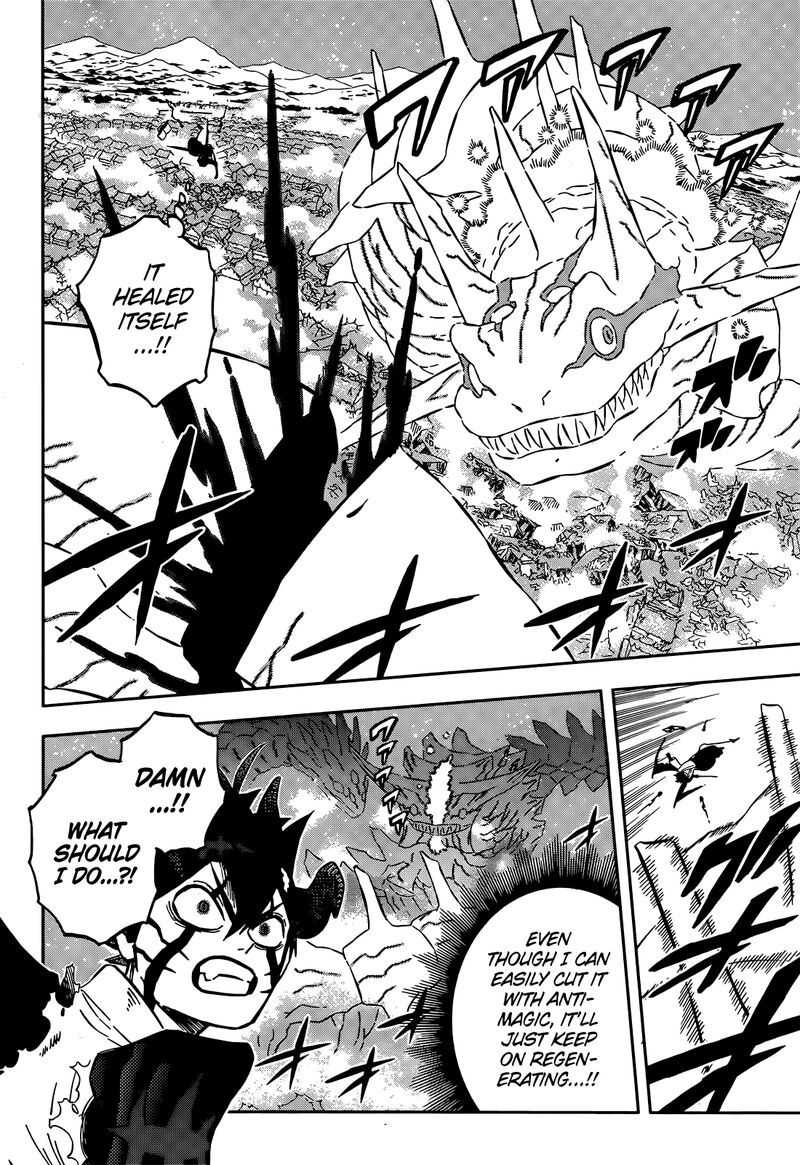 IT
HEALED
ITSELF
...!!
EVEN
THOUGH I CAN
EASILY CUT IT
WITH ANTI-
MAGIC, IT'LL
JUST KEEP
ON REGEN-
ERATING...!!
DAMN
...!!
WHAT
SHOULD
I DO...?!